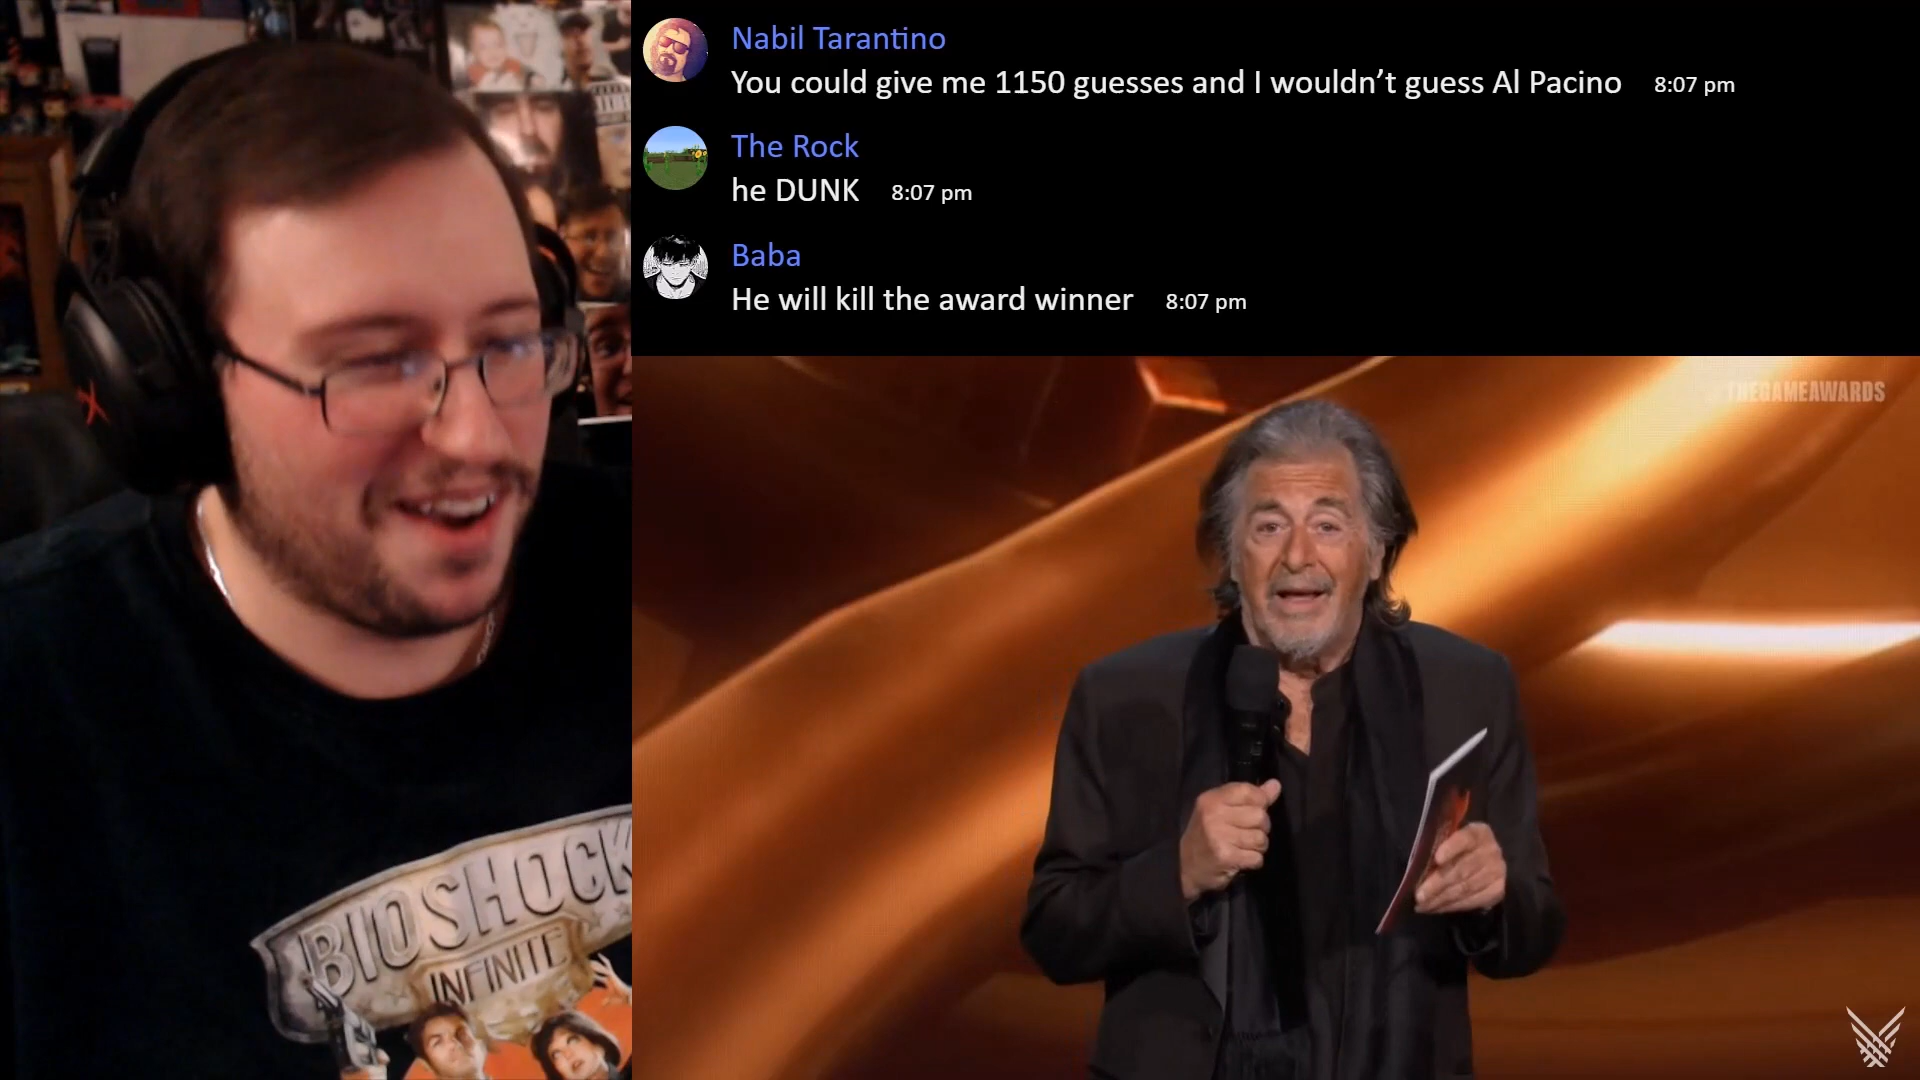 Nabil Tarantino
You could give me 1150 guesses and I wouldn’t guess Al Pacino 8:07 pm
The Rock
he DUNK 8:07 pm
Baba
He will kill the award winner 8:07 pm
THEGAMEAWARDS
BIOSHOCK
INFINITE